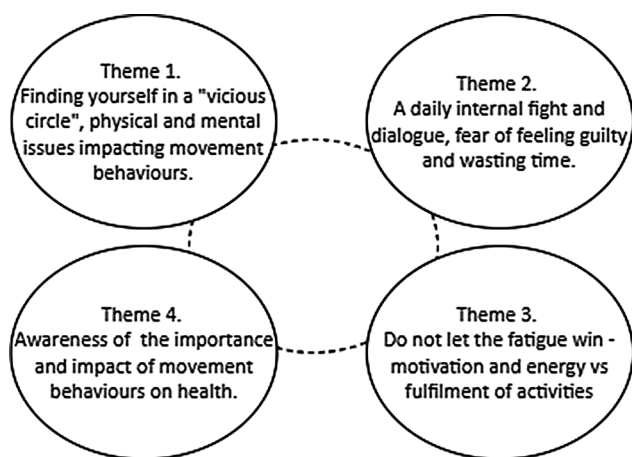 Theme 1.
Finding yourself in a "vicious
circle", physical and mental
issues impacting movement
behaviours.
Theme 2.
A daily internal fight and
dialogue, fear of feeling guilty
and wasting time.
Theme 4.
Awareness of the importance
and impact of movement
behaviours on health.
Theme 3.
Do not let the fatigue win -
motivation and energy vs
fulfilment of activities